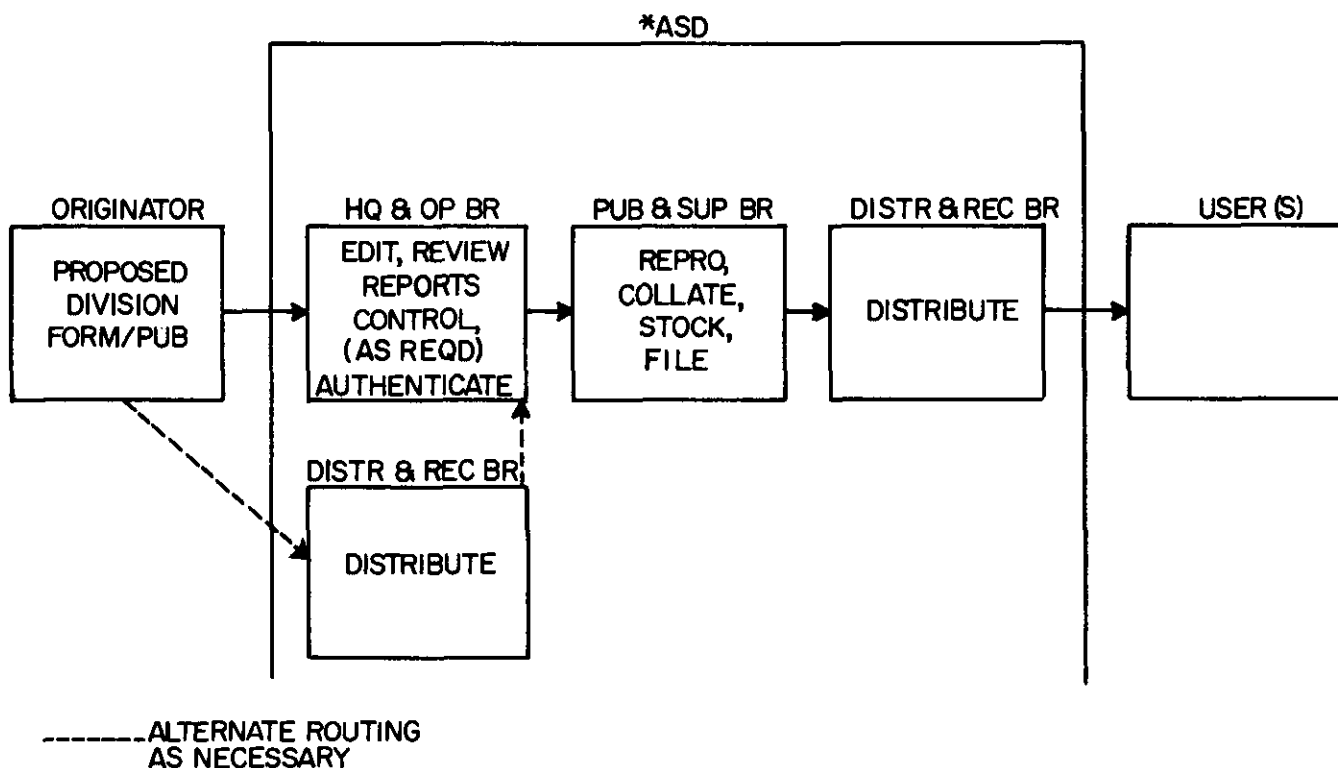 *ASD
ORIGINATOR
PROPOSED
DIVISION
FORM/PUB
HQ & OP BR
EDIT, REVIEW
REPORTS
CONTROL,
(AS REQD)
AUTHENTICATE
PUB & SUP BR
REPRO,
COLLATE,
STOCK,
FILE
DISTR & REC BR
DISTRIBUTE
USER (S)
DISTR & REC BR
DISTRIBUTE
ALTERNATE ROUTING
AS NECESSARY